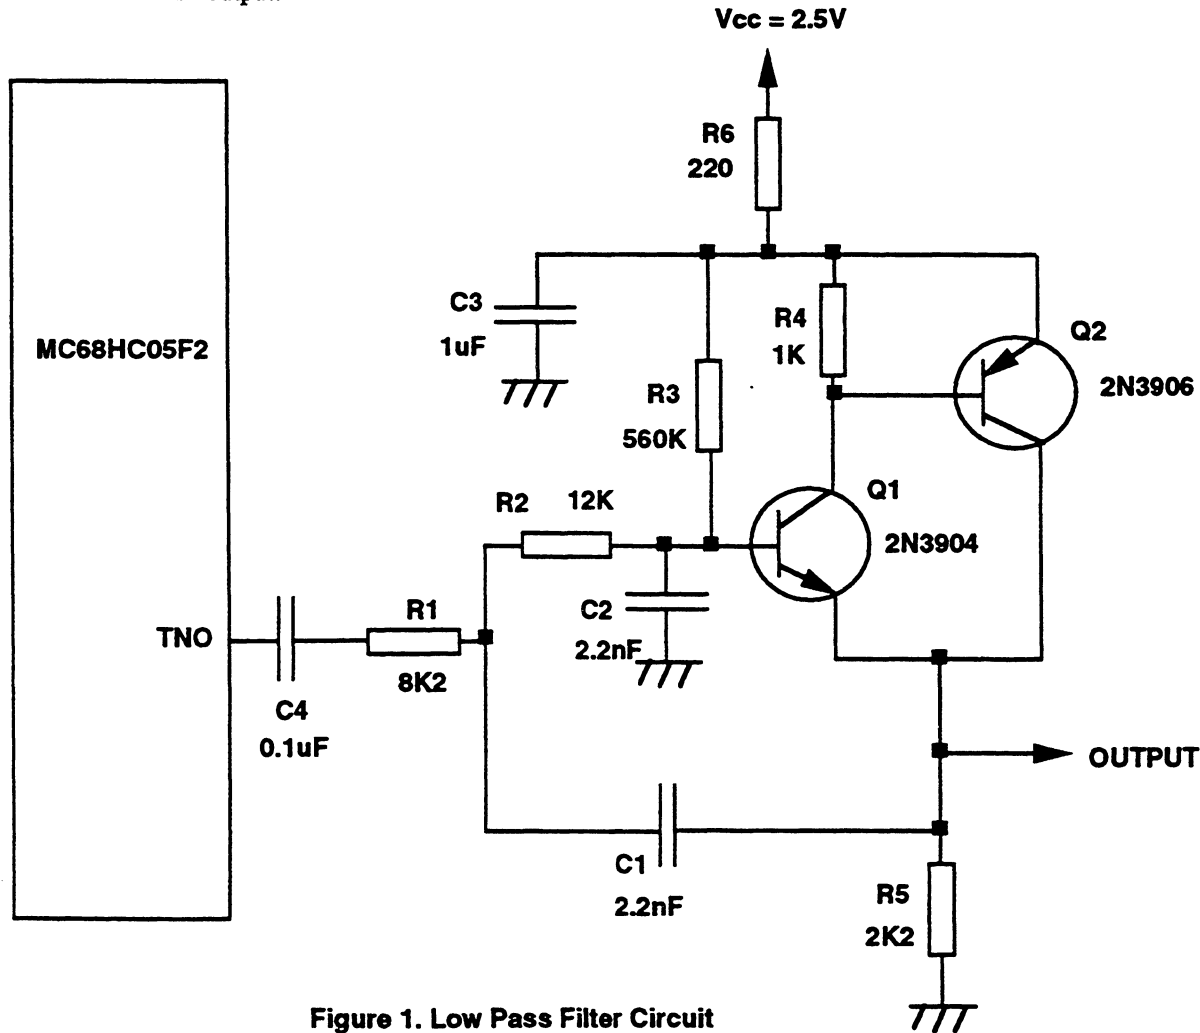 output.
Vcc = 2.5V
R6
220
C3
1uF
R4
1K
Q2
2N3906
MC68HC05F2
R3
560K
R2 12K
Q1
2N3904
TNO
R1
8K2
C2
2.2nF
C4
0.1uF
OUTPUT
C1
2.2nF
R5
2K2
Figure 1. Low Pass Filter Circuit